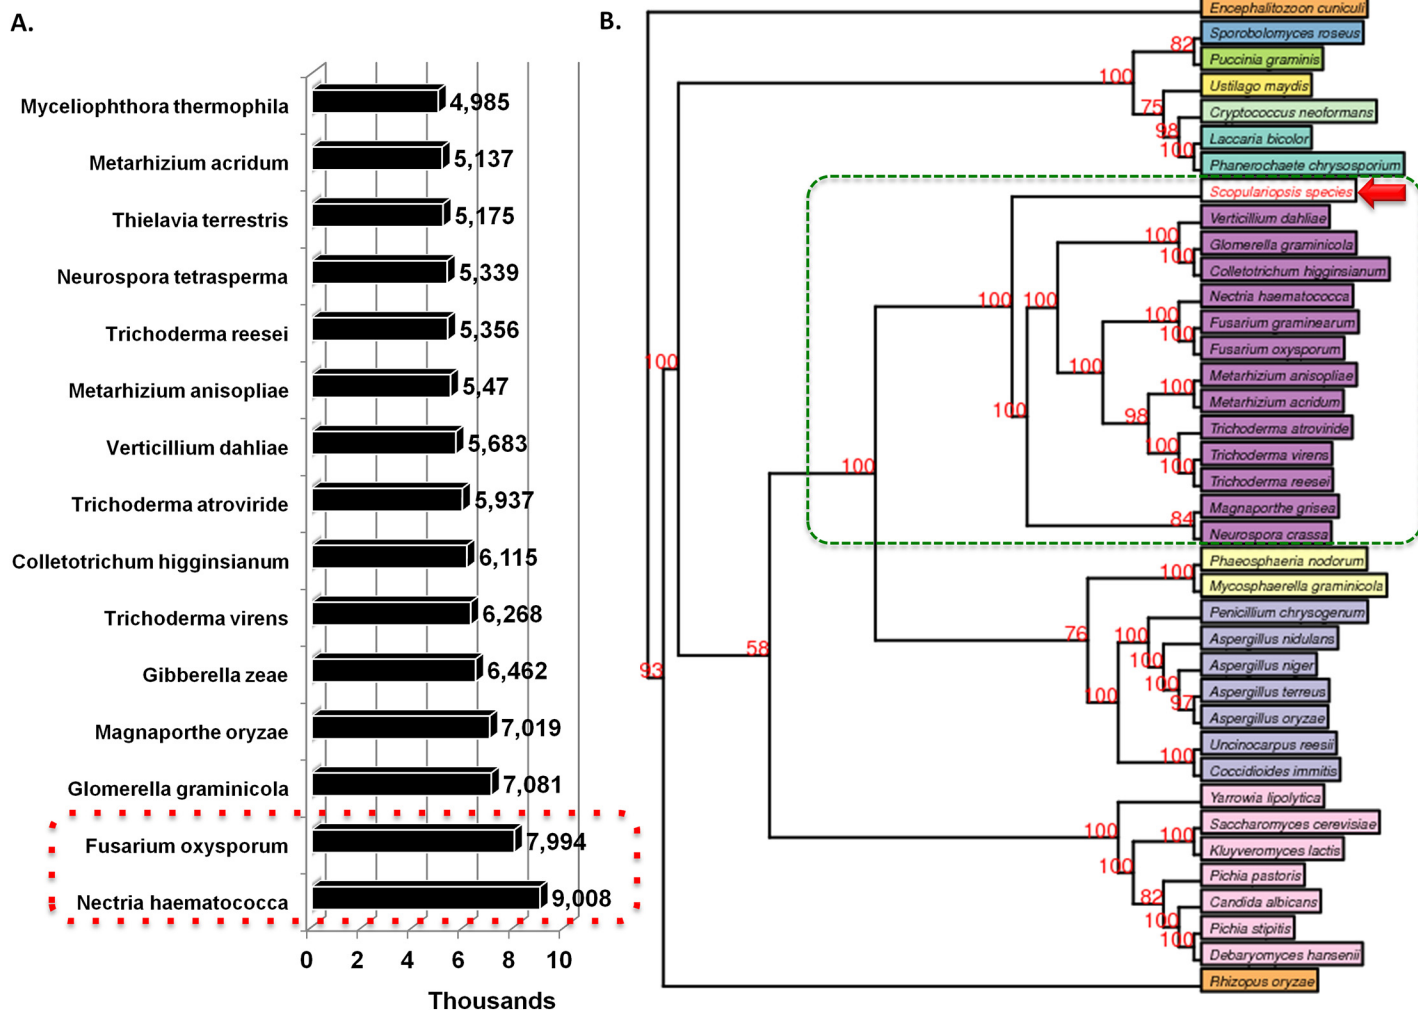 A.
Myceliophthora thermophila 4,985
Metarhizium acridum 5,137
Thielavia terrestris 5,175
Neurospora tetrasperma 5,339
Trichoderma reesei 5,356
Metarhizium anisopliae 5,47
Verticillium dahliae 5,683
Trichoderma atroviride 5,937
Colletotrichum higginsianum 6,115
Trichoderma virens 6,268
Gibberella zeae 6,462
Magnaporthe oryzae 7,019
Glomerella graminicola 7,081
Fusarium oxysporum 7,994
Nectria haematococca 9,008
0 2 4 6 8 10
Thousands
B.
Encephalitozoon cuniculi
Sporobolomyces roseus
82
Puccinia graminis
100
Ustilago maydis
75
Cryptococcus neoformans
98
Laccaria bicolor
100
Phanerochaete chrysosporium
Scopulariopsis species
Verticillium dahliae
100
Glomerella graminicola
100
Colletotrichum higginsianum
Nectria haematococca
100 100
100
Fusarium graminearum
100
Fusarium oxysporum
100
100
Metarhizium anisopliae
100
Metarhizium acridum
100
98
Trichoderma atroviride
100
Trichoderma virens
100
100
Trichoderma reesei
Magnaporthe grisea
84
Neurospora crassa
Phaeosphaeria nodorum
100
Mycosphaerella graminicola
Penicillium chrysogenum
76
100
Aspergillus nidulans
58
100
Aspergillus niger
93
100
Aspergillus terreus
100
97
Aspergillus oryzae
Uncinocarpus reesii
100
Coccidioides immitis
Yarrowia lipolytica
100
Saccharomyces cerevisiae
100
Kluyveromyces lactis
100
Pichia pastoris
82
Candida albicans
100
Pichia stipitis
100
Debaryomyces hansenii
Rhizopus oryzae